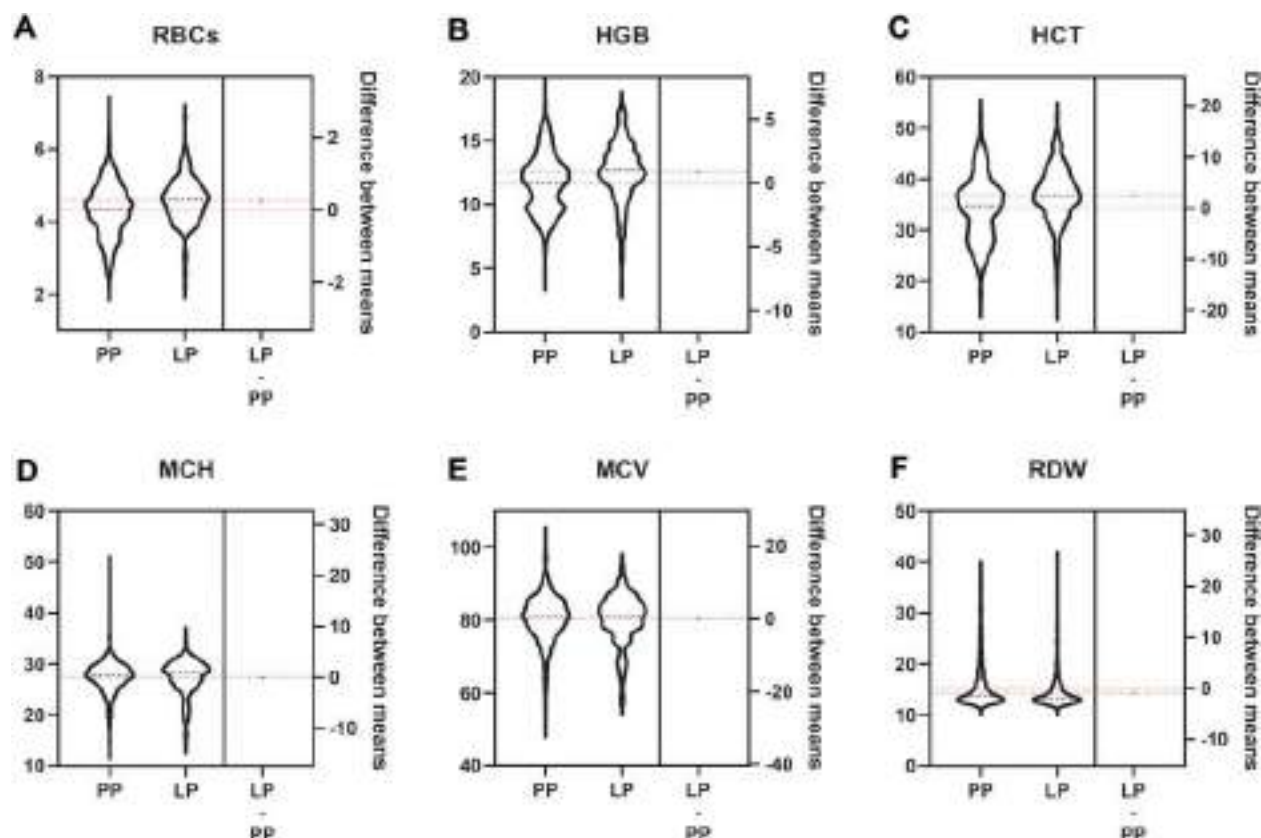 A
RBCs
8
6
4
2
2
0
-2
Difference between means
PP
LP
LP
-
PP
B
HGB
20
15
10
5
0
5
0
-5
-10
Difference between means
PP
LP
LP
-
PP
C
HCT
60
50
40
30
20
10
20
10
0
-10
-20
Difference between means
PP
LP
LP
-
PP
D
MCH
60
50
40
30
20
10
30
20
10
0
-10
Difference between means
PP
LP
LP
-
PP
E
MCV
100
80
60
40
20
0
-20
-40
Difference between means
PP
LP
LP
-
PP
F
RDW
50
40
30
20
10
0
30
20
10
0
-10
Difference between means
PP
LP
LP
-
PP